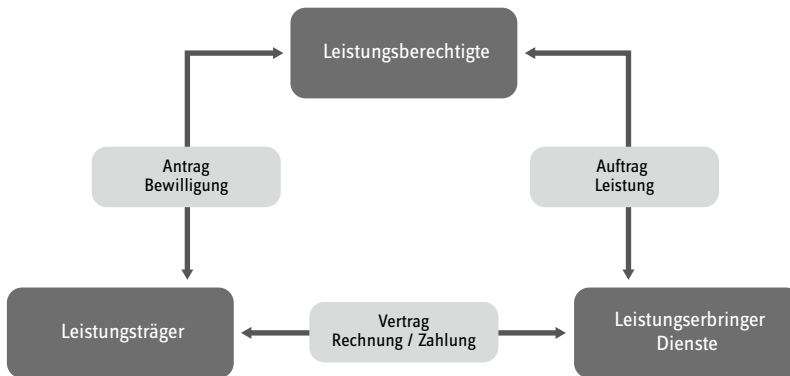 Leistungsberechtigte
Antrag
Bewilligung
Auftrag
Leistung
Leistungsträger
Vertrag
Rechnung / Zahlung
Leistungserbringer
Dienste